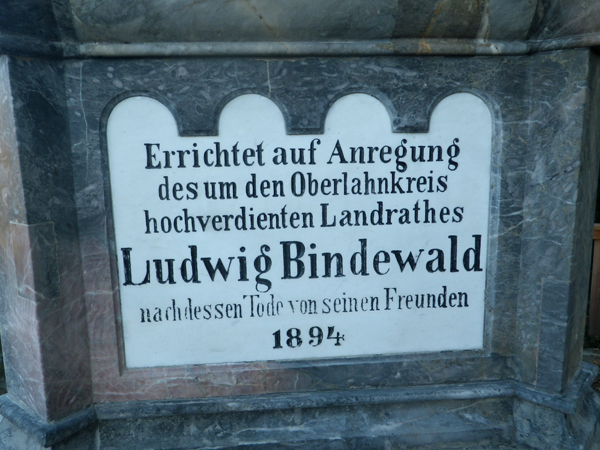 Errichtet auf Anregung
des um den Oberlahnkreis
hochverdienten Landrathes
Ludwig Bindewald
nach dessen Tode von seinen Freunden
1894